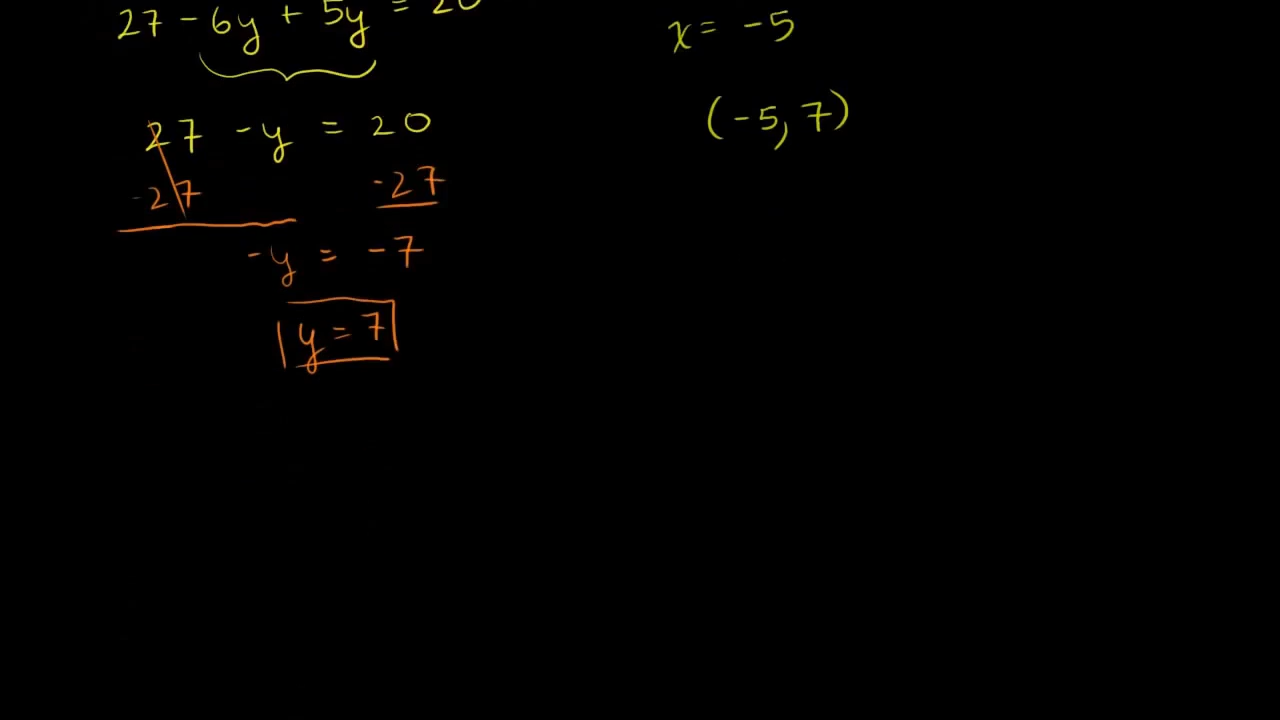 27 - 6y + 5y = 20
27 - y = 20
-27 -27
-y = -7
y = 7
x = -5
(-5, 7)